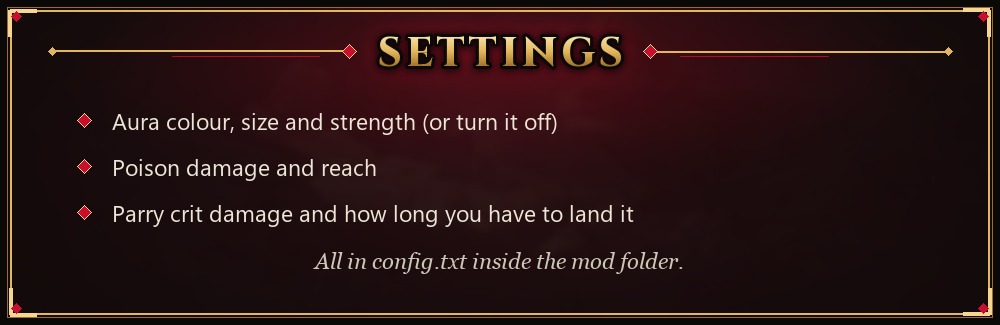 SETTINGS
Aura colour, size and strength (or turn it off)
Poison damage and reach
Parry crit damage and how long you have to land it
All in config.txt inside the mod folder.